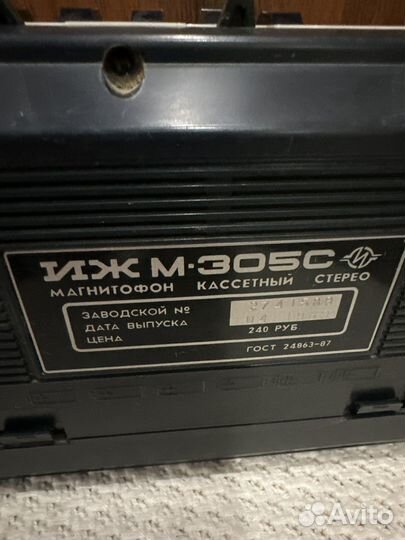 ИЖ М-305С
МАГНИТОФОН КАССЕТНЫЙ СТЕРЕО
ЗАВОДСКОЙ №
ДАТА ВЫПУСКА
ЦЕНА 240 РУБ
ГОСТ 24863-87
Avito